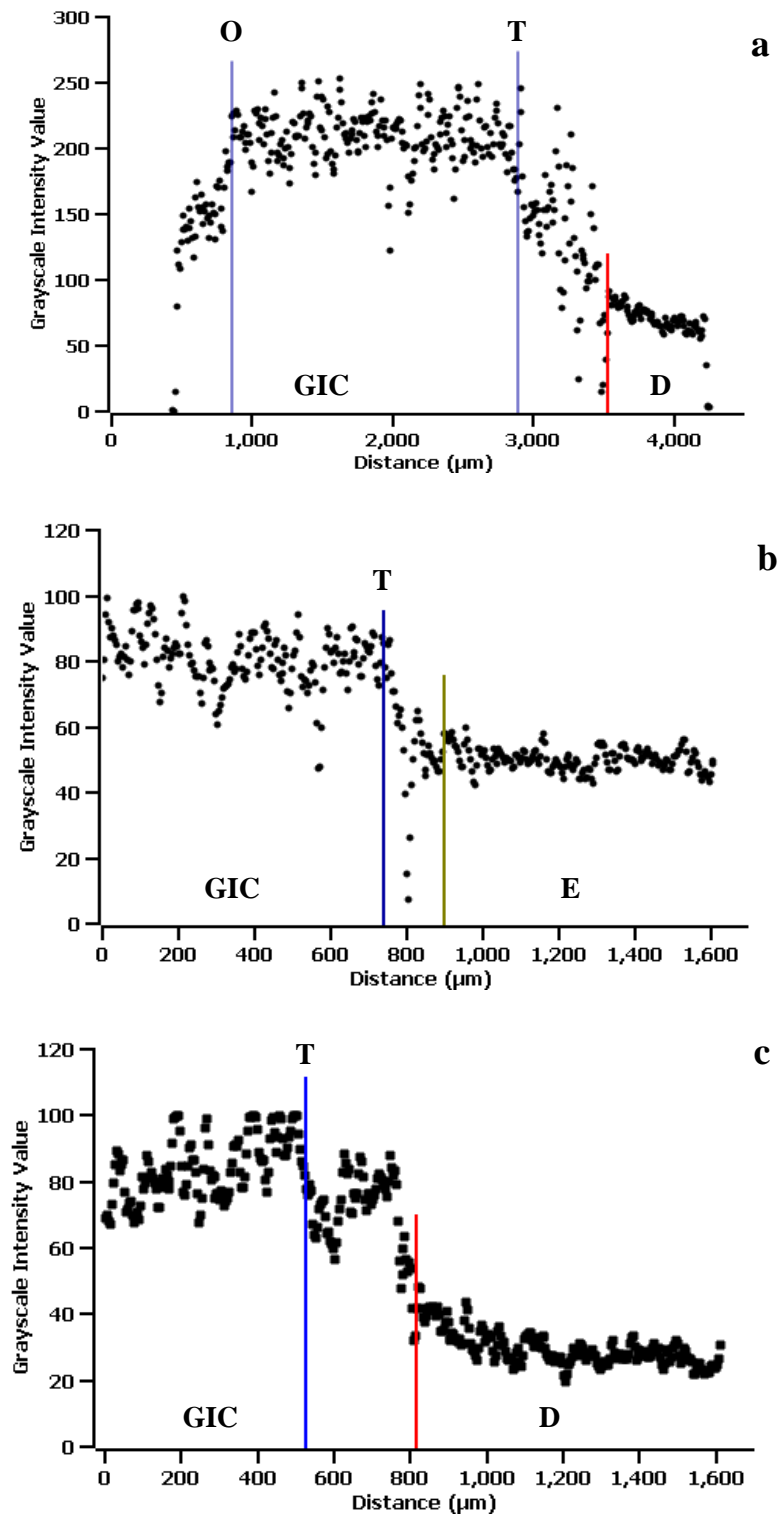 a
O T
Grayscale Intensity Value
300
250
200
150
100
50
0
GIC D
0 1,000 2,000 3,000 4,000
Distance (µm)
b
T
Grayscale Intensity Value
120
100
80
60
40
20
0
GIC E
0 200 400 600 800 1,000 1,200 1,400 1,600
Distance (µm)
c
T
Grayscale Intensity Value
120
100
80
60
40
20
0
GIC D
0 200 400 600 800 1,000 1,200 1,400 1,600
Distance (µm)